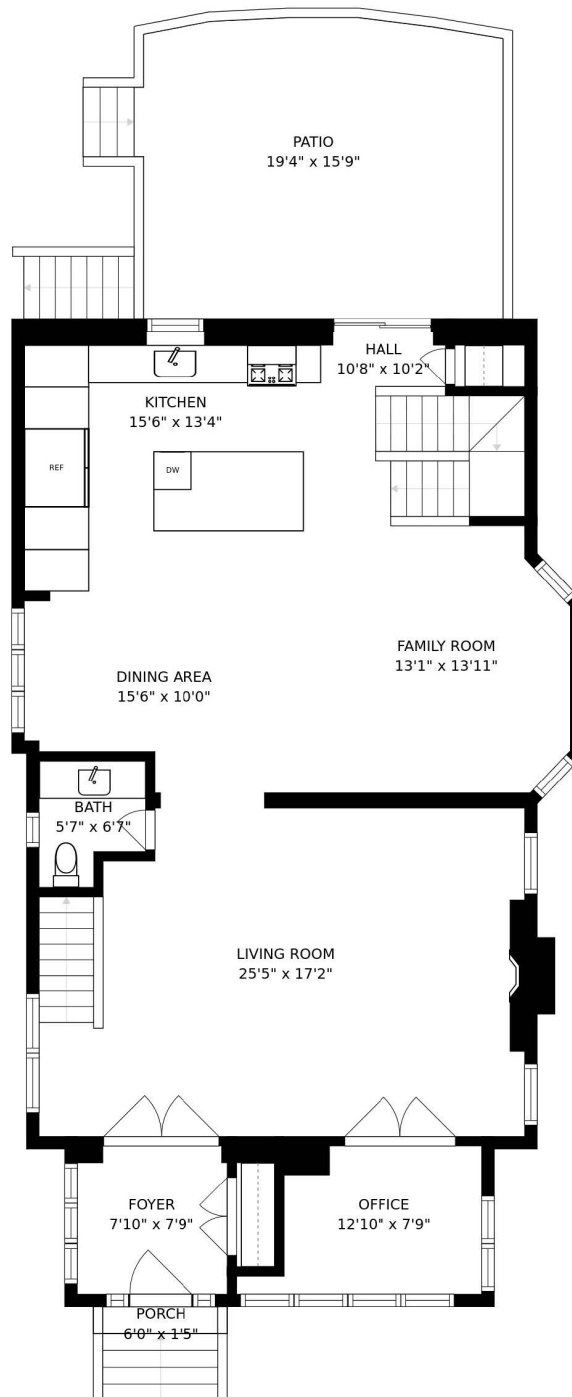 PATIO
19'4" x 15'9"
HALL
10'8" x 10'2"
KITCHEN
15'6" x 13'4"
REF
DW
FAMILY ROOM
13'1" x 13'11"
DINING AREA
15'6" x 10'0"
BATH
5'7" x 6'7"
LIVING ROOM
25'5" x 17'2"
FOYER
7'10" x 7'9"
OFFICE
12'10" x 7'9"
PORCH
6'0" x 1'5"